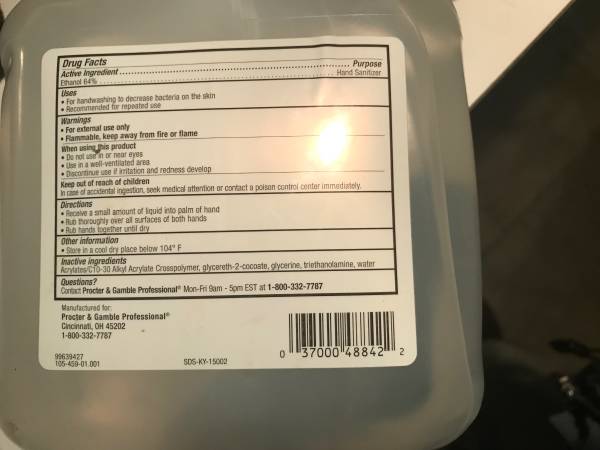 Drug Facts
Active Ingredient .......... Purpose
Ethanol 64% .......... Hand Sanitizer
Uses
• For handwashing to decrease bacteria on the skin
• Recommended for repeated use
Warnings
• For external use only
• Flammable, keep away from fire or flame
When using this product
• Do not use in or near eyes
• Use in a well-ventilated area
• Discontinue use if irritation and redness develop
Keep out of reach of children
In case of accidental ingestion, seek medical attention or contact a poison control center immediately.
Directions
• Receive a small amount of liquid into palm of hand
• Rub thoroughly over all surfaces of both hands
• Rub hands together until dry
Other information
• Store in a cool dry place below 104° F
Inactive ingredients
Acrylates/C10-30 Alkyl Acrylate Crosspolymer, glycereth-2-cocoate, glycerine, triethanolamine, water
Questions?
Contact Procter & Gamble Professional® Mon-Fri 9am - 5pm EST at 1-800-332-7787
Manufactured for:
Procter & Gamble Professional®
Cincinnati, OH 45202
1-800-332-7787
99639427
105-459-01.001
SDS-KY-15002
0 37000 48842 2